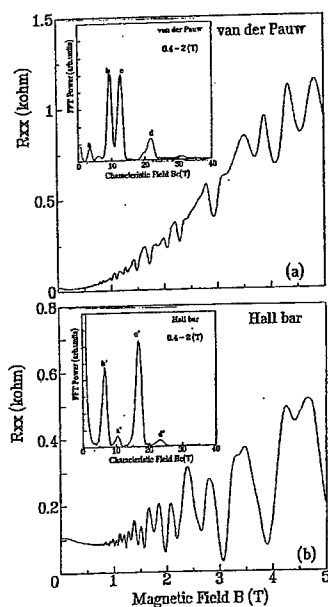 1.5
van der Pauw
van der Pauw
0.4-2(T)
FFT Power (arb.units)
a
b
c
d
0 10 20 30 40
Characteristic Field Bc(T)
Rxx (kohm)
1
0.5
0
(a)
0.8
Hall bar
Hall bar
0.4-2(T)
FFT Power (arb.units)
b'
a'
c'
d'
0 10 20 30 40
Characteristic Field Bc(T)
Rxx (kohm)
0.6
0.4
0.2
0
(b)
0 1 2 3 4 5
Magnetic Field B (T)